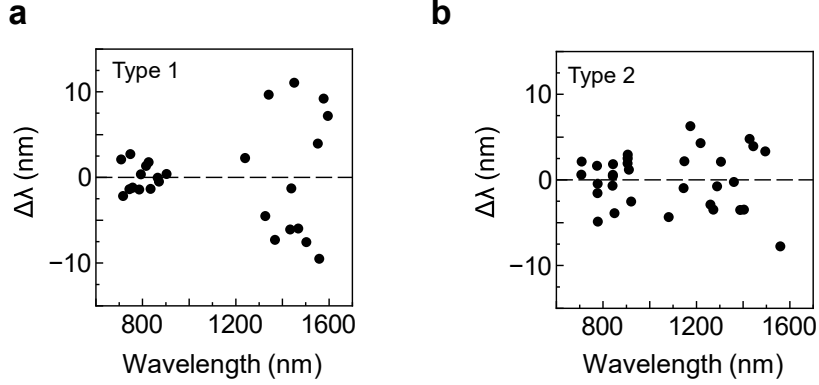 a
Type 1
10
0
−10
Δλ (nm)
800
1200
1600
Wavelength (nm)
b
Type 2
10
0
−10
Δλ (nm)
800
1200
1600
Wavelength (nm)